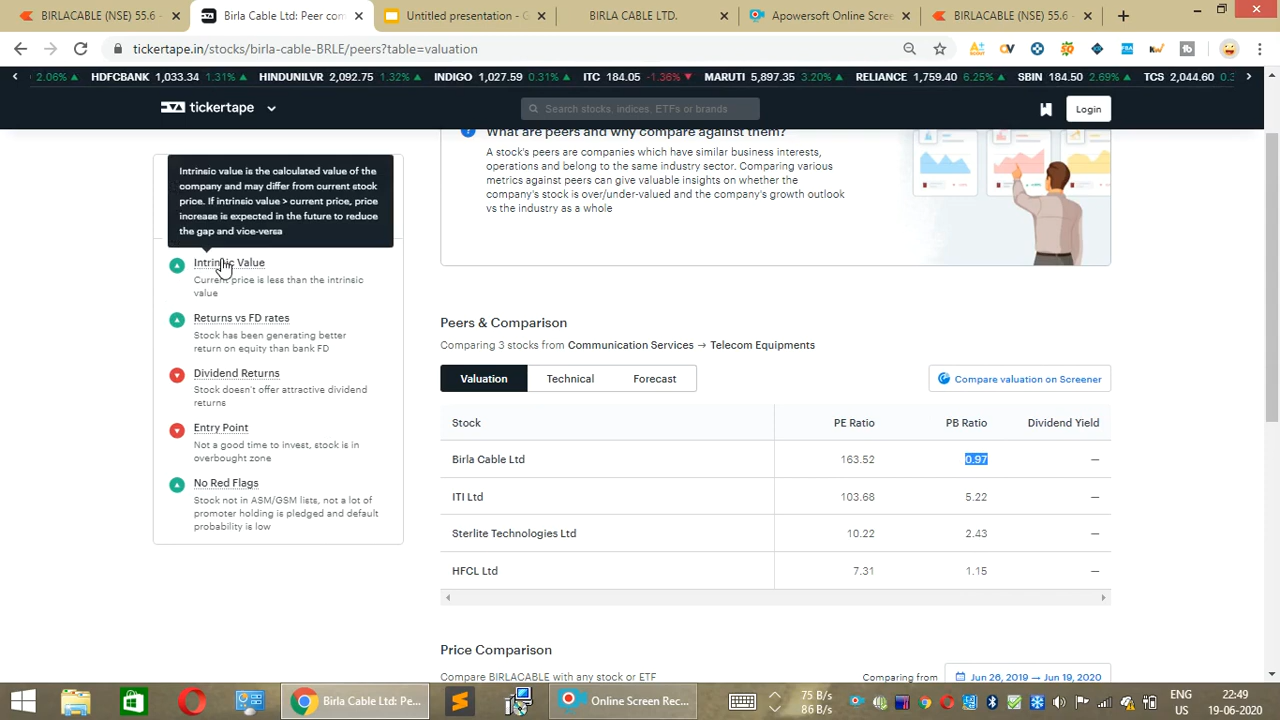 BIRLACABLE (NSE) 55.6 -
Birla Cable Ltd: Peer con
Untitled presentation - G
BIRLA CABLE LTD.
Apowersoft Online Scree
BIRLACABLE (NSE) 55.6 -
tickertape.in/stocks/birla-cable-BRLE/peers?table=valuation
2.06% HDFCBANK 1,033.34 1.31% HINDUNILVR 2,092.75 1.32% INDIGO 1,027.59 0.31% ITC 184.05 -1.36% MARUTI 5,897.35 3.20% RELIANCE 1,759.40 6.25% SBIN 184.50 2.69% TCS 2,044.60
tickertape
Search stocks, indices, ETFs or brands
Login
Intrinsic value is the calculated value of the
company and may differ from current stock
price. If intrinsic value > current price, price
increase is expected in the future to reduce
the gap and vice-versa
Intrinsic Value
Current price is less than the intrinsic
value
Returns vs FD rates
Stock has been generating better
return on equity than bank FD
Dividend Returns
Stock doesn't offer attractive dividend
returns
Entry Point
Not a good time to invest, stock is in
overbought zone
No Red Flags
Stock not in ASM/GSM lists, not a lot of
promoter holding is pledged and default
probability is low
What are peers and why compare against them?
A stock's peers are companies which have similar business interests,
operations and belong to the same industry sector. Comparing various
metrics against peers can give valuable insights on whether the
company's stock is over/under-valued and the company's growth outlook
vs the industry as a whole
Peers & Comparison
Comparing 3 stocks from Communication Services → Telecom Equipments
Valuation Technical Forecast
Compare valuation on Screener
Stock PE Ratio PB Ratio Dividend Yield
Birla Cable Ltd 163.52 0.97 —
ITI Ltd 103.68 5.22 —
Sterlite Technologies Ltd 10.22 2.43 —
HFCL Ltd 7.31 1.15 —
Price Comparison
Compare BIRLACABLE with any stock or ETF
Comparing from
Jun 26, 2019 → Jun 19, 2020
Birla Cable Ltd: Pe...
Online Screen Rec...
75 B/s
86 B/s
ENG
US
22:49
19-06-2020